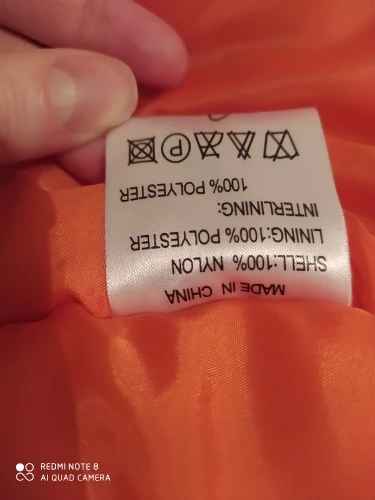 MADE IN CHINA
SHELL:100% NYLON
LINING:100% POLYESTER
INTERLINING:
100% POLYESTER
P
REDMI NOTE 8
AI QUAD CAMERA